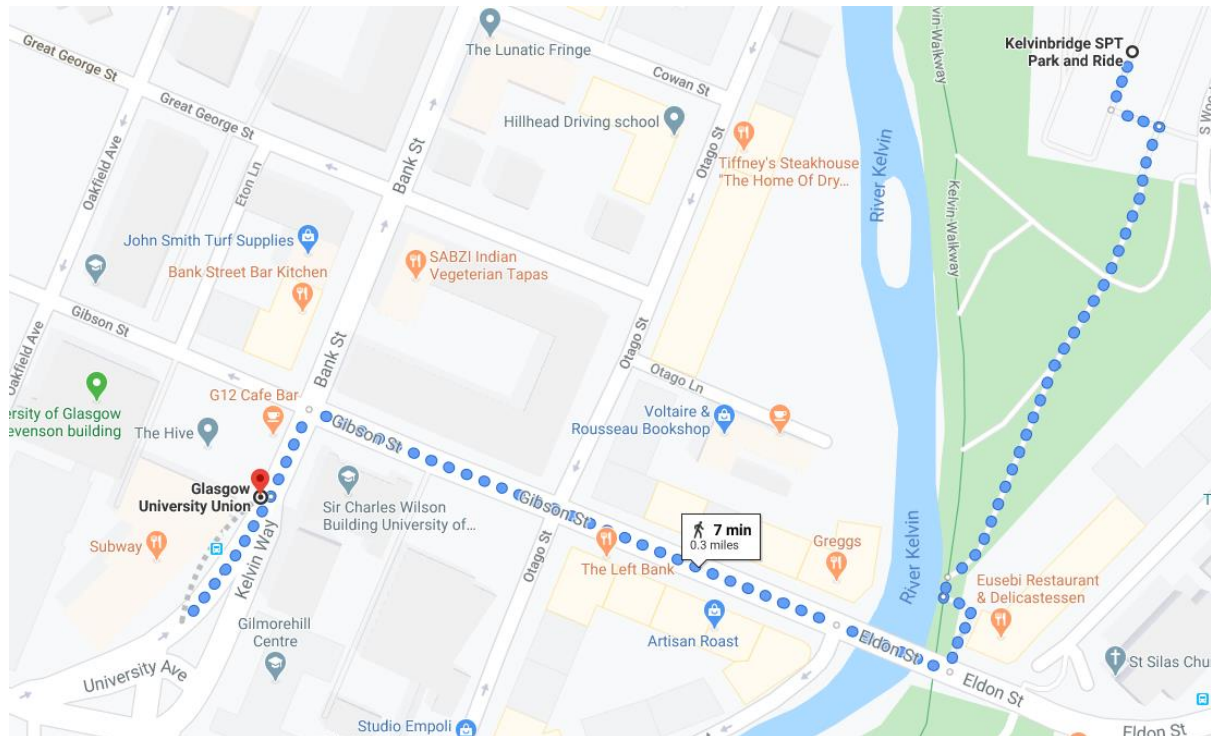 The Lunatic Fringe
Great George St
Cowan St
Kelvinbridge SPT
Park and Ride
Kelvin Walkway
Great George St
Hillhead Driving school
Otago St
Tiffney's Steakhouse
"The Home Of Dry...
River Kelvin
Oakfield Ave
Eton Ln
Bank St
Kelvin Walkway
John Smith Turf Supplies
Bank Street Bar Kitchen
SABZI Indian
Vegeterian Tapas
Gibson St
Oakfield Ave
Bank St
Otago St
Otago Ln
G12 Cafe Bar
ersity of Glasgow
evenson building
The Hive
Gibson St
Voltaire &
Rousseau Bookshop
Glasgow
University Union
Sir Charles Wilson
Building University of...
Gibson St
7 min
0.3 miles
Subway
Kelvin Way
Otago St
The Left Bank
Greggs
River Kelvin
Eusebi Restaurant
& Delicastessen
Gilmorehill
Centre
Artisan Roast
Eldon St
St Silas Chu
University Ave
Eldon St
Studio Empoli
Eldon St